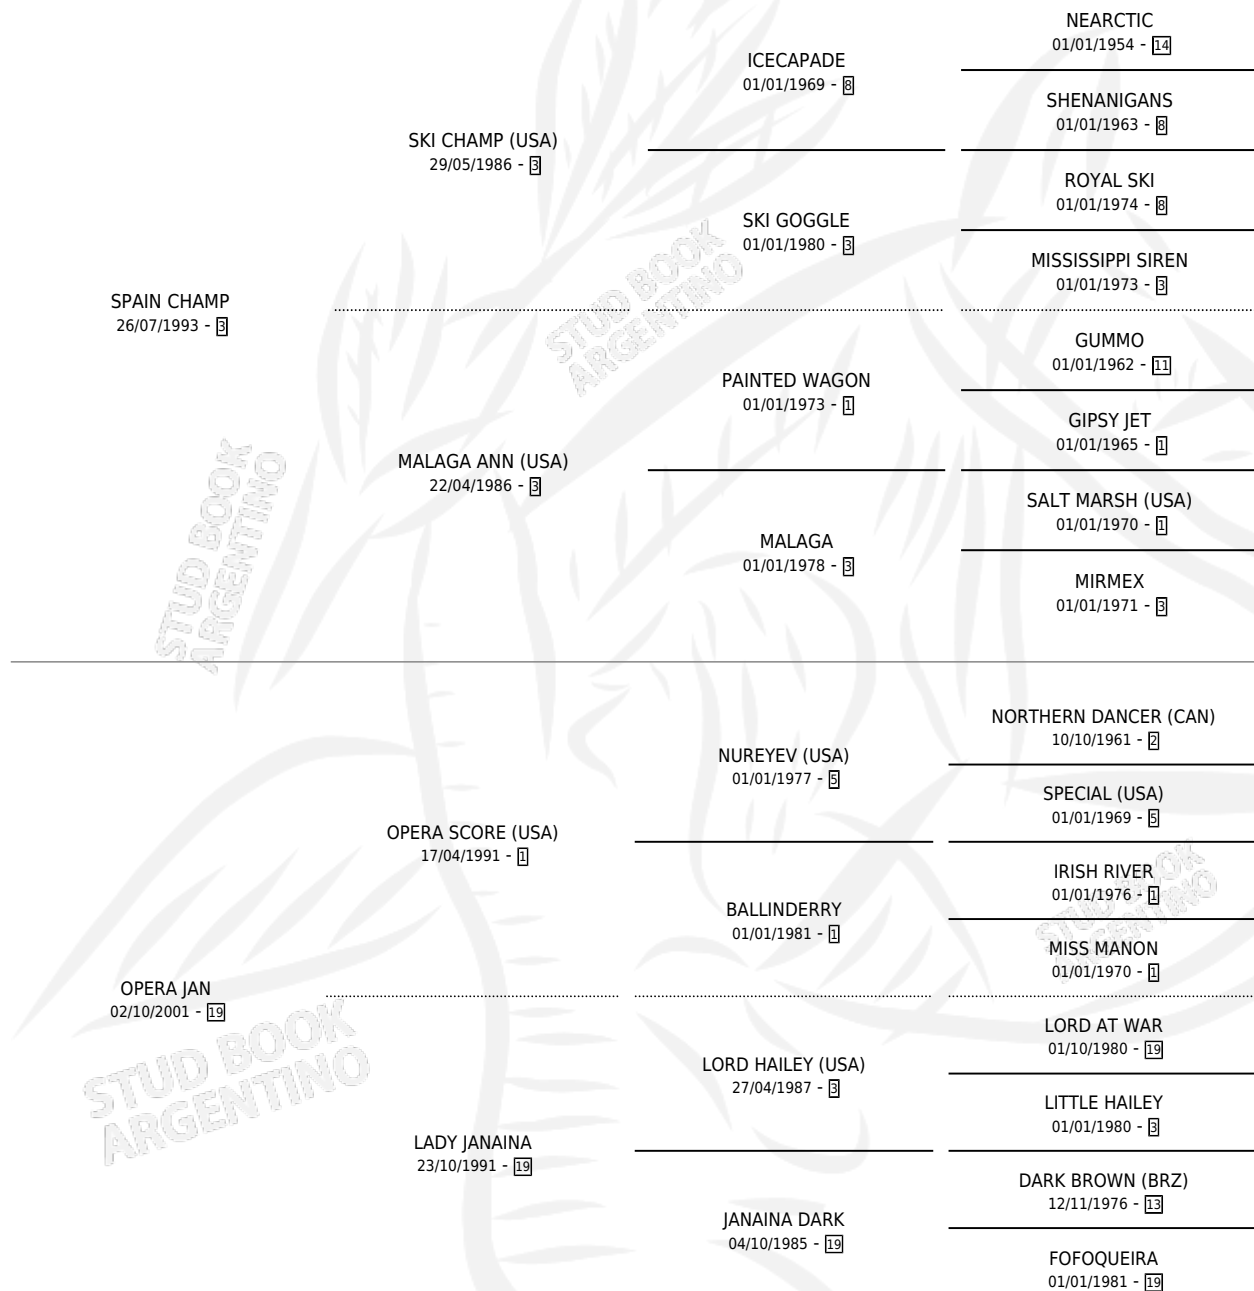 NEARCTIC
01/01/1954 - 14
ICECAPADE
01/01/1969 - 8
SHENANIGANS
01/01/1963 - 8
SKI CHAMP (USA)
29/05/1986 - 3
ROYAL SKI
01/01/1974 - 8
SKI GOGGLE
01/01/1980 - 3
MISSISSIPPI SIREN
01/01/1973 - 3
SPAIN CHAMP
26/07/1993 - 3
GUMMO
01/01/1962 - 11
PAINTED WAGON
01/01/1973 - 1
GIPSY JET
01/01/1965 - 1
MALAGA ANN (USA)
22/04/1986 - 3
SALT MARSH (USA)
01/01/1970 - 1
MALAGA
01/01/1978 - 3
MIRMEX
01/01/1971 - 3
STUD BOOK
ARGENTINO
STUD BOOK
ARGENTINO
NORTHERN DANCER (CAN)
10/10/1961 - 2
NUREYEV (USA)
01/01/1977 - 5
SPECIAL (USA)
01/01/1969 - 5
OPERA SCORE (USA)
17/04/1991 - 1
IRISH RIVER
01/01/1976 - 1
BALLINDERRY
01/01/1981 - 1
MISS MANON
01/01/1970 - 1
STUD BOOK
ARGENTINO
OPERA JAN
02/10/2001 - 19
LORD AT WAR
01/10/1980 - 19
LORD HAILEY (USA)
27/04/1987 - 3
LITTLE HAILEY
01/01/1980 - 3
LADY JANAINA
23/10/1991 - 19
DARK BROWN (BRZ)
12/11/1976 - 13
JANAINA DARK
04/10/1985 - 19
FOFOQUEIRA
01/01/1981 - 19
STUD BOOK
ARGENTINO